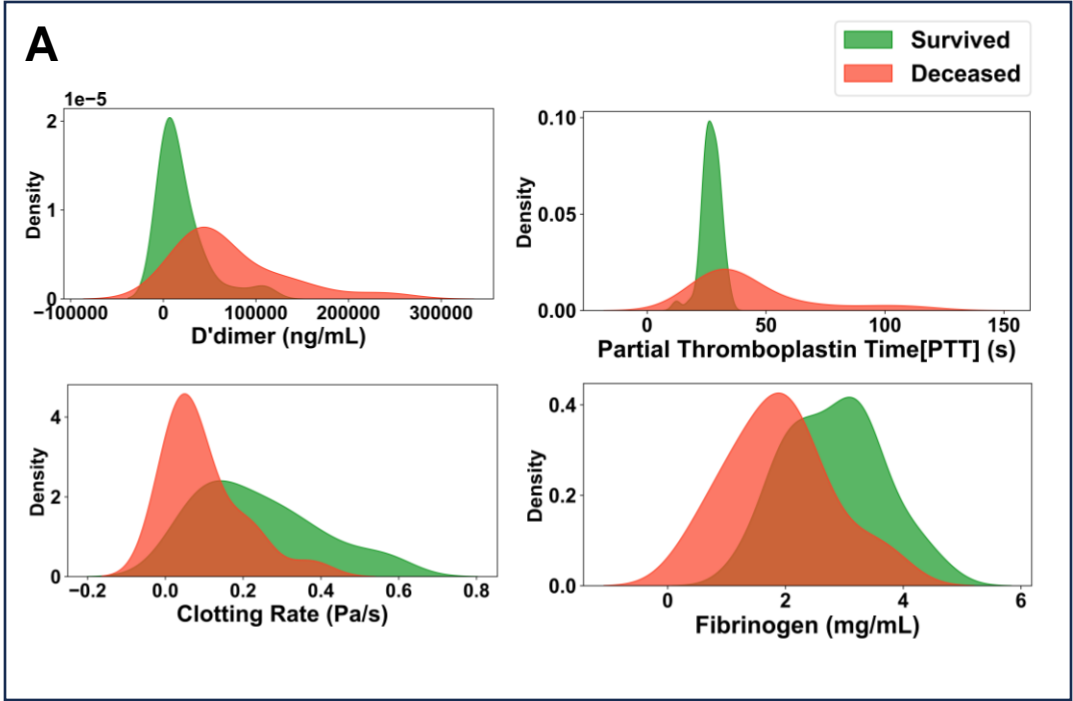 A
Survived
Deceased
1e−5
2
1
0
Density
−100000 0 100000 200000 300000
D'dimer (ng/mL)
0.10
0.05
0.00
Density
0 50 100 150
Partial Thromboplastin Time[PTT] (s)
4
2
0
Density
−0.2 0.0 0.2 0.4 0.6 0.8
Clotting Rate (Pa/s)
0.4
0.2
0.0
Density
0 2 4 6
Fibrinogen (mg/mL)